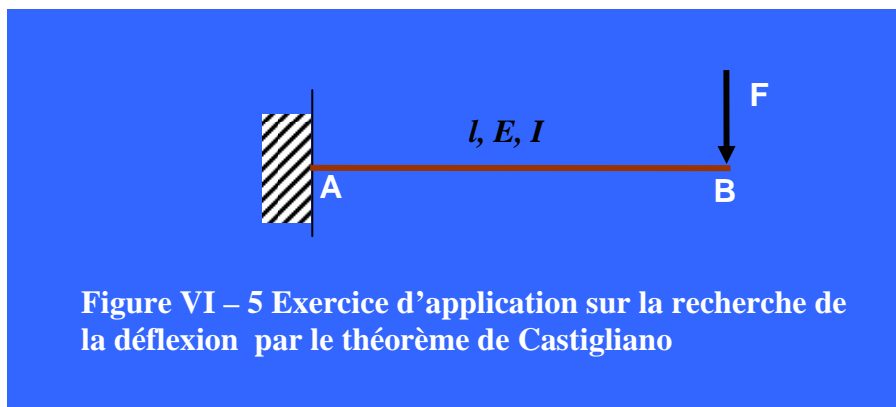 F
l, E, I
A
B
Figure VI – 5 Exercice d'application sur la recherche de
la déflexion par le théorème de Castigliano